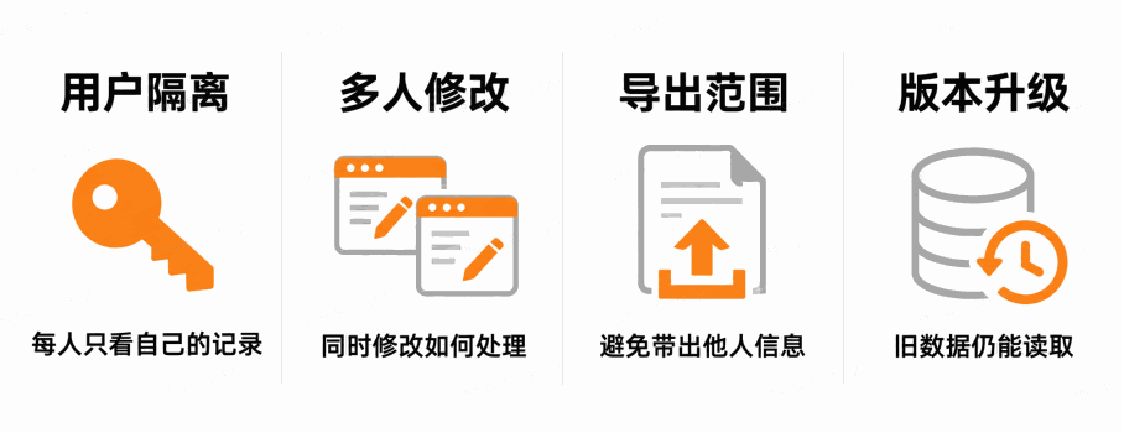 用户隔离
每人只看自己的记录
多人修改
同时修改如何处理
导出范围
避免带出他人信息
版本升级
旧数据仍能读取